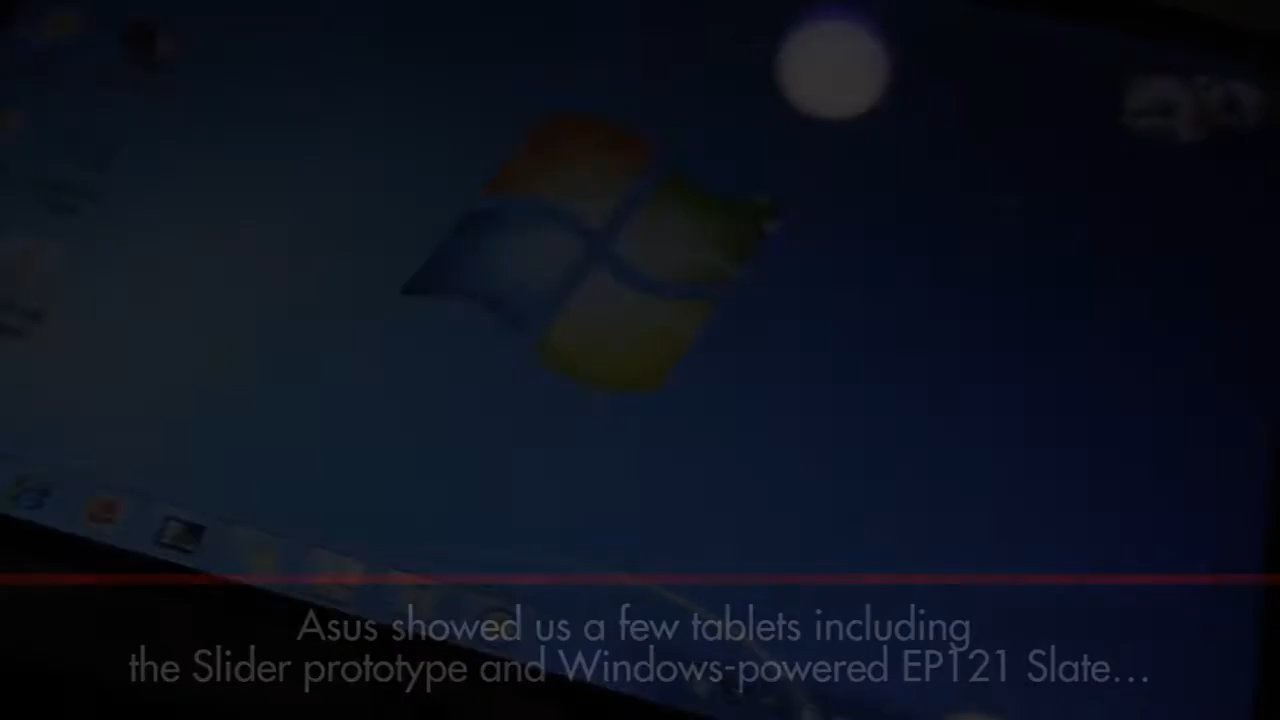 Asus showed us a few tablets including
the Slider prototype and Windows-powered EP121 Slate...